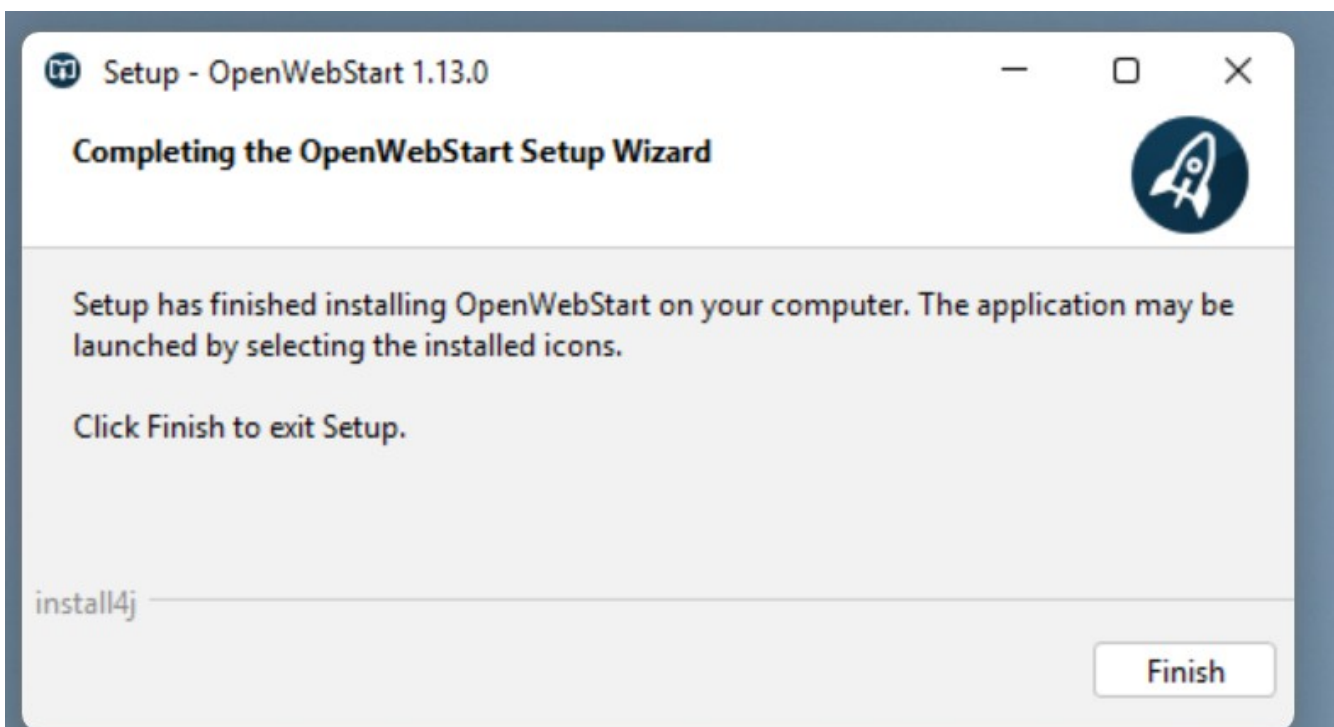 Setup - OpenWebStart 1.13.0
Completing the OpenWebStart Setup Wizard
Setup has finished installing OpenWebStart on your computer. The application may be
launched by selecting the installed icons.
Click Finish to exit Setup.
install4j
Finish